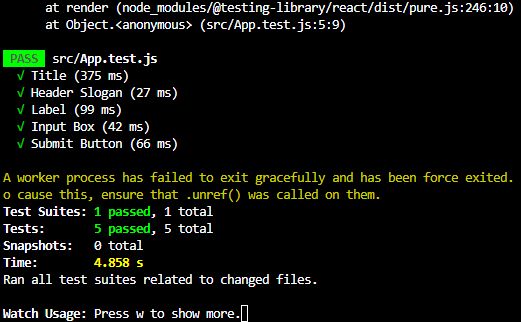 at render (node_modules/@testing-library/react/dist/pure.js:246:10)
at Object.<anonymous> (src/App.test.js:5:9)
PASS src/App.test.js
√ Title (375 ms)
√ Header Slogan (27 ms)
√ Label (99 ms)
√ Input Box (42 ms)
√ Submit Button (66 ms)
A worker process has failed to exit gracefully and has been force exited.
o cause this, ensure that .unref() was called on them.
Test Suites: 1 passed, 1 total
Tests: 5 passed, 5 total
Snapshots: 0 total
Time: 4.858 s
Ran all test suites related to changed files.
Watch Usage: Press w to show more.